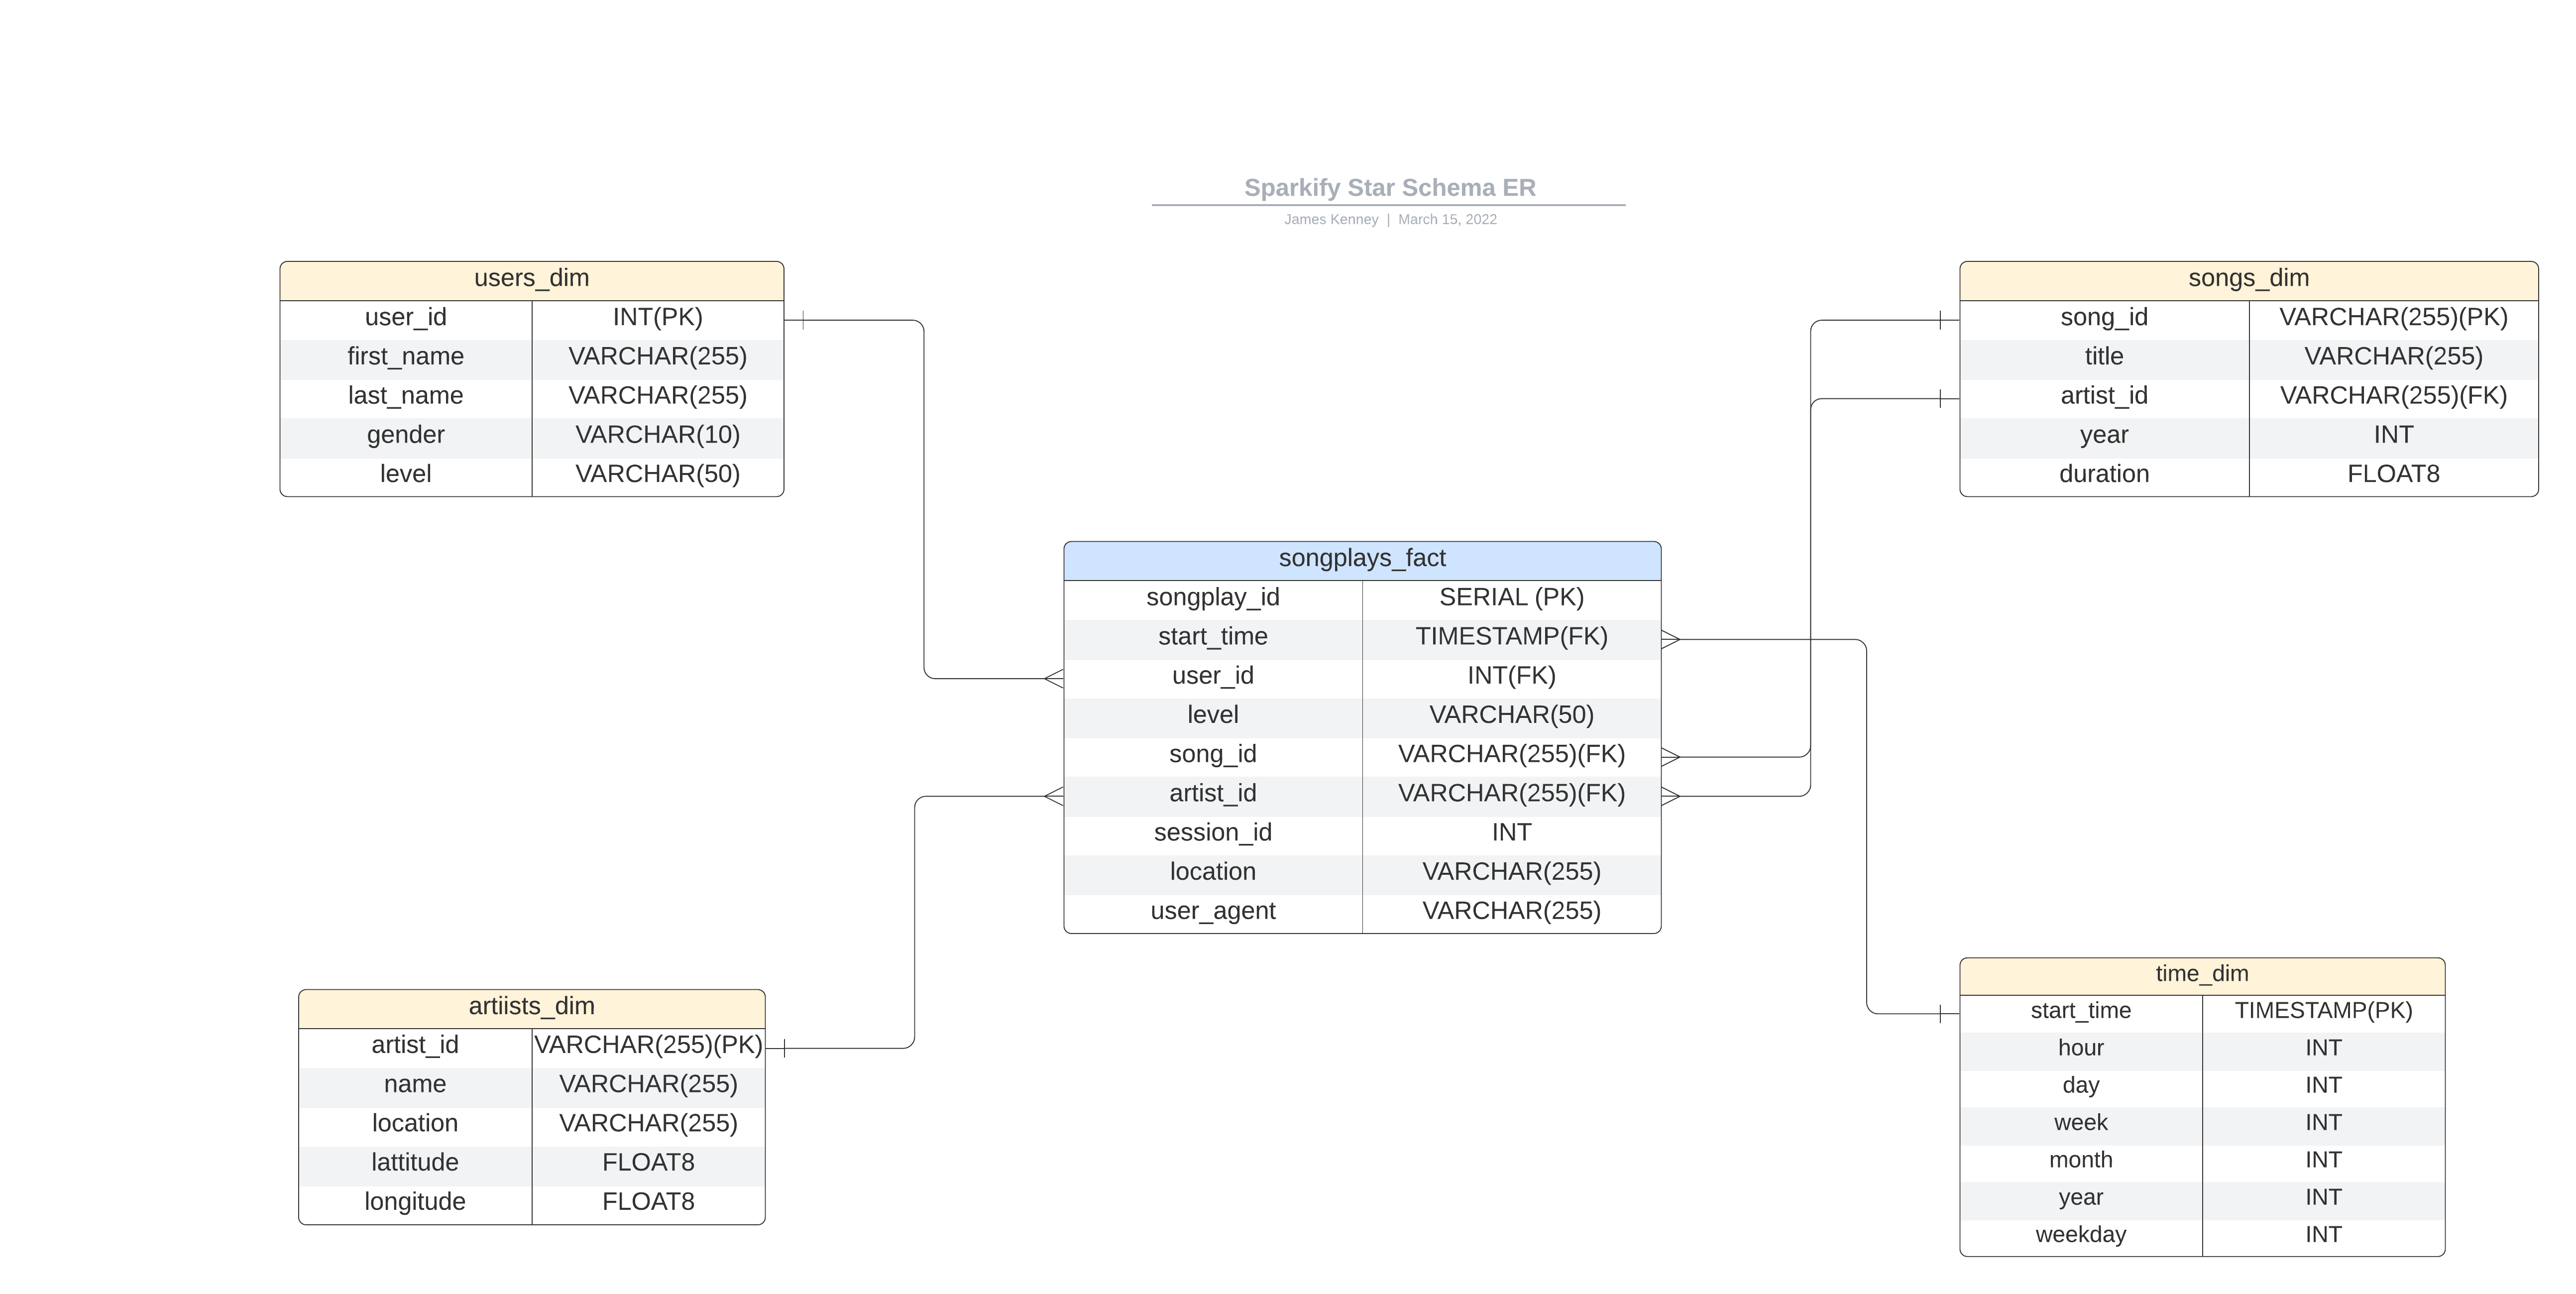 Sparkify Star Schema ER
James Kenney | March 15, 2022
users_dim
user_id INT(PK)
first_name VARCHAR(255)
last_name VARCHAR(255)
gender VARCHAR(10)
level VARCHAR(50)
songs_dim
song_id VARCHAR(255)(PK)
title VARCHAR(255)
artist_id VARCHAR(255)(FK)
year INT
duration FLOAT8
songplays_fact
songplay_id SERIAL (PK)
start_time TIMESTAMP(FK)
user_id INT(FK)
level VARCHAR(50)
song_id VARCHAR(255)(FK)
artist_id VARCHAR(255)(FK)
session_id INT
location VARCHAR(255)
user_agent VARCHAR(255)
artiists_dim
artist_id VARCHAR(255)(PK)
name VARCHAR(255)
location VARCHAR(255)
lattitude FLOAT8
longitude FLOAT8
time_dim
start_time TIMESTAMP(PK)
hour INT
day INT
week INT
month INT
year INT
weekday INT